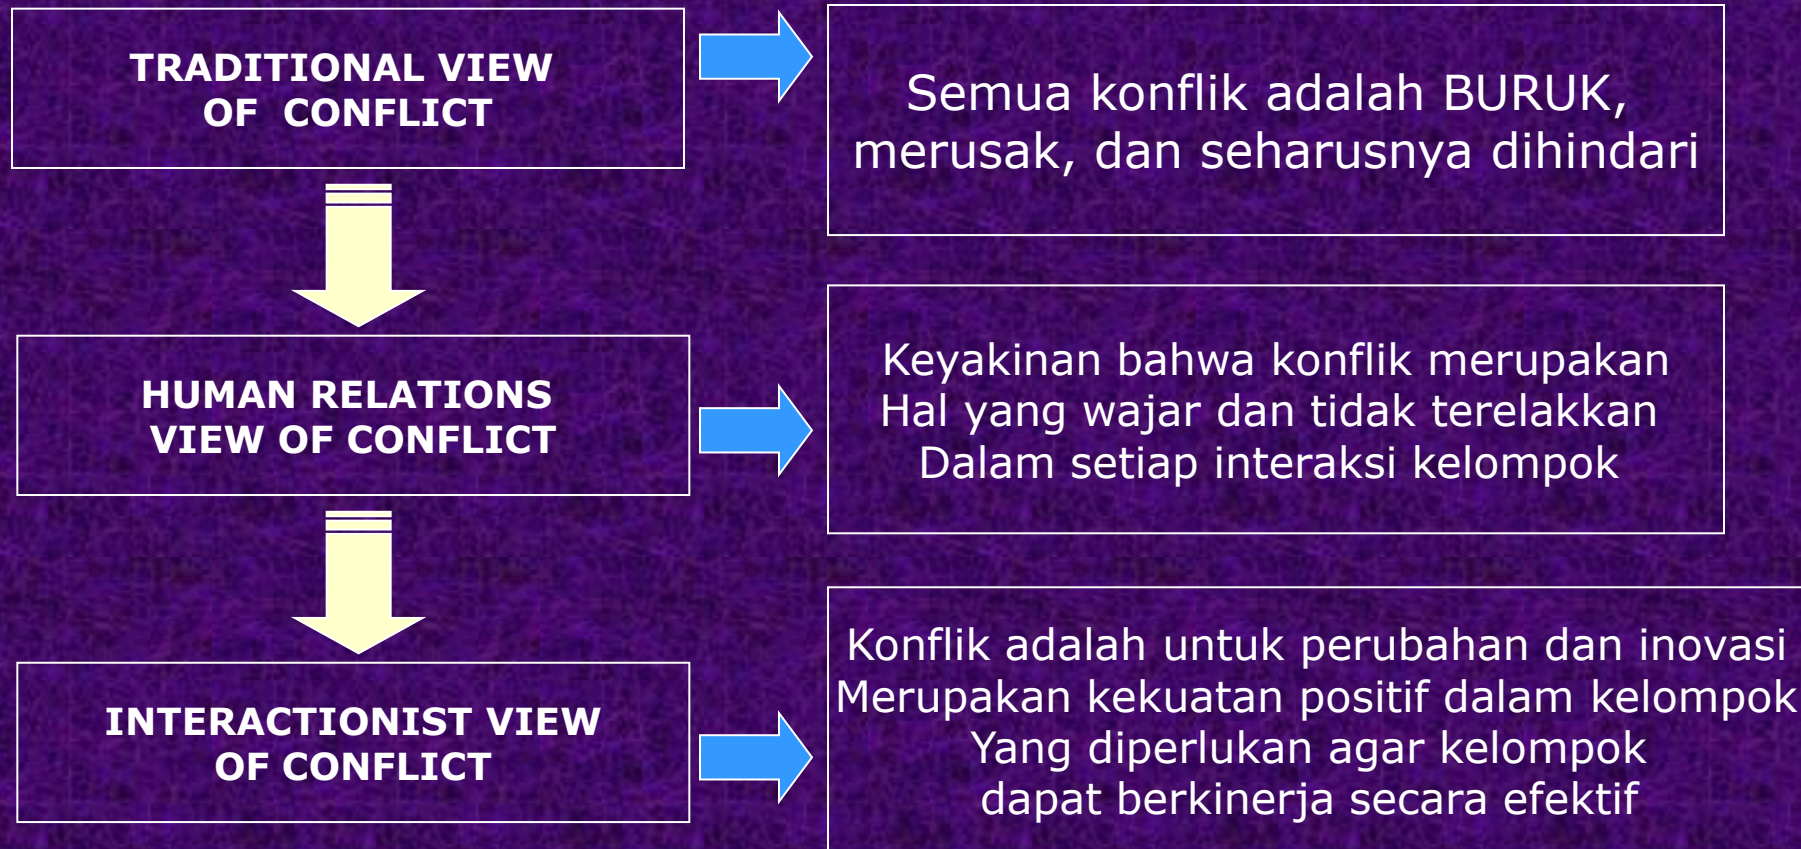 TRADITIONAL VIEW
OF CONFLICT
Semua konflik adalah BURUK,
merusak, dan seharusnya dihindari
HUMAN RELATIONS
VIEW OF CONFLICT
Keyakinan bahwa konflik merupakan
Hal yang wajar dan tidak terelakkan
Dalam setiap interaksi kelompok
INTERACTIONIST VIEW
OF CONFLICT
Konflik adalah untuk perubahan dan inovasi
Merupakan kekuatan positif dalam kelompok
Yang diperlukan agar kelompok
dapat berkinerja secara efektif